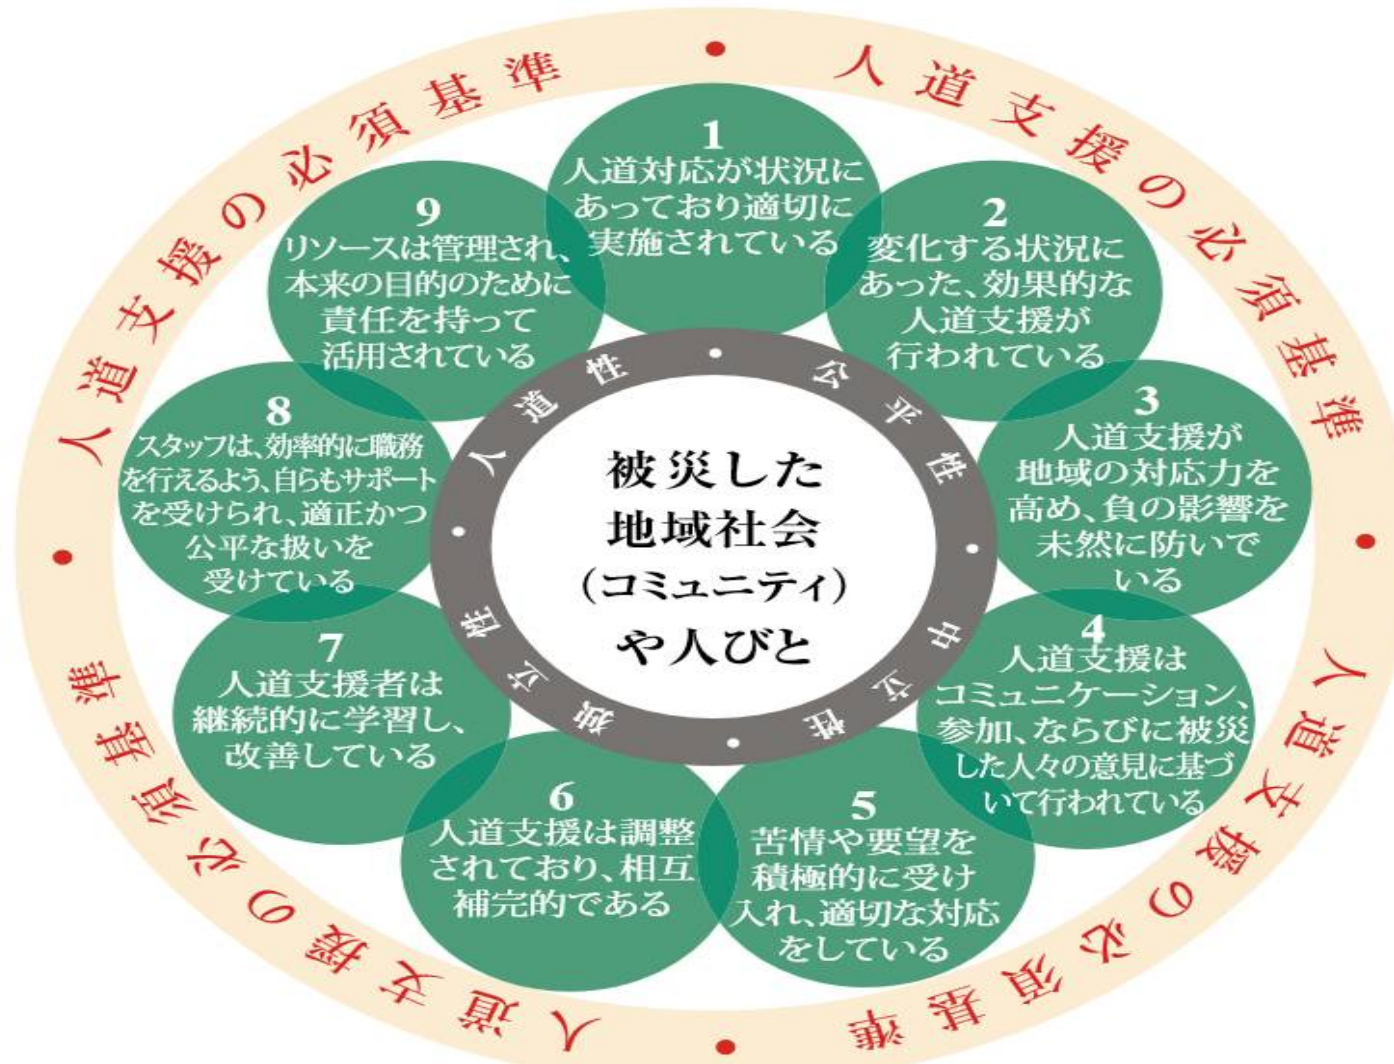 人道支援の必須基準
人道支援の必須基準
人道支援の必須基準
人道支援の必須基準
1
人道対応が状況に
あっており適切に
実施されている
2
変化する状況に
あった、効果的な
人道支援が
行われている
3
人道支援が
地域の対応力を
高め、負の影響を
未然に防いで
いる
4
人道支援は
コミュニケーション、
参加、ならびに被災
した人々の意見に基づ
いて行われている
5
苦情や要望を
積極的に受け
入れ、適切な対応
をしている
6
人道支援は調整
されており、相互
補完的である
7
人道支援者は
継続的に学習し、
改善している
8
スタッフは、効率的に職務
を行えるよう、自らもサポート
を受けられ、適正かつ
公平な扱いを
受けている
9
リソースは管理され、
本来の目的のために
責任を持って
活用されている
人道性
公平性
中立性
独立性
被災した
地域社会
（コミュニティ）
や人びと